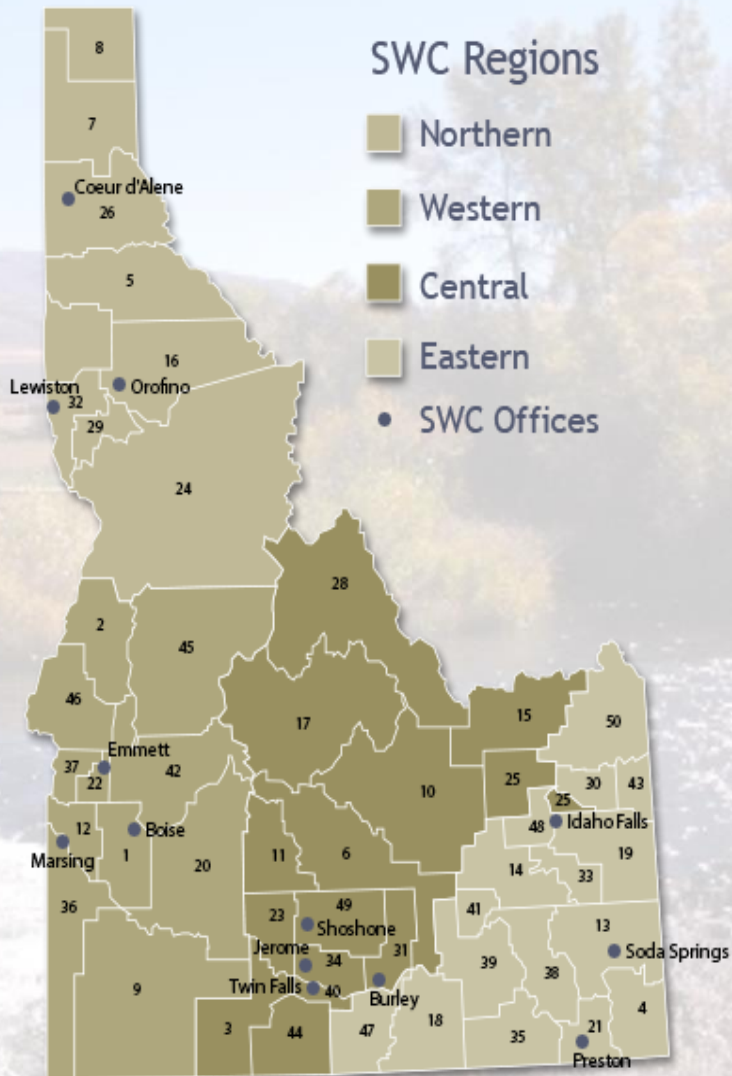 SWC Regions
Northern
Western
Central
Eastern
SWC Offices
8
7
Coeur d'Alene
26
5
16
Lewiston
Orofino
32
29
24
28
2
45
46
17
15
50
Emmett
37
22
42
10
25
30
43
25
12
Boise
48
Idaho Falls
Marsing
1
20
11
6
14
19
33
36
23
49
41
13
Shoshone
Soda Springs
Jerome
34
31
39
38
9
Twin Falls
40
Burley
4
3
44
47
18
35
21
Preston